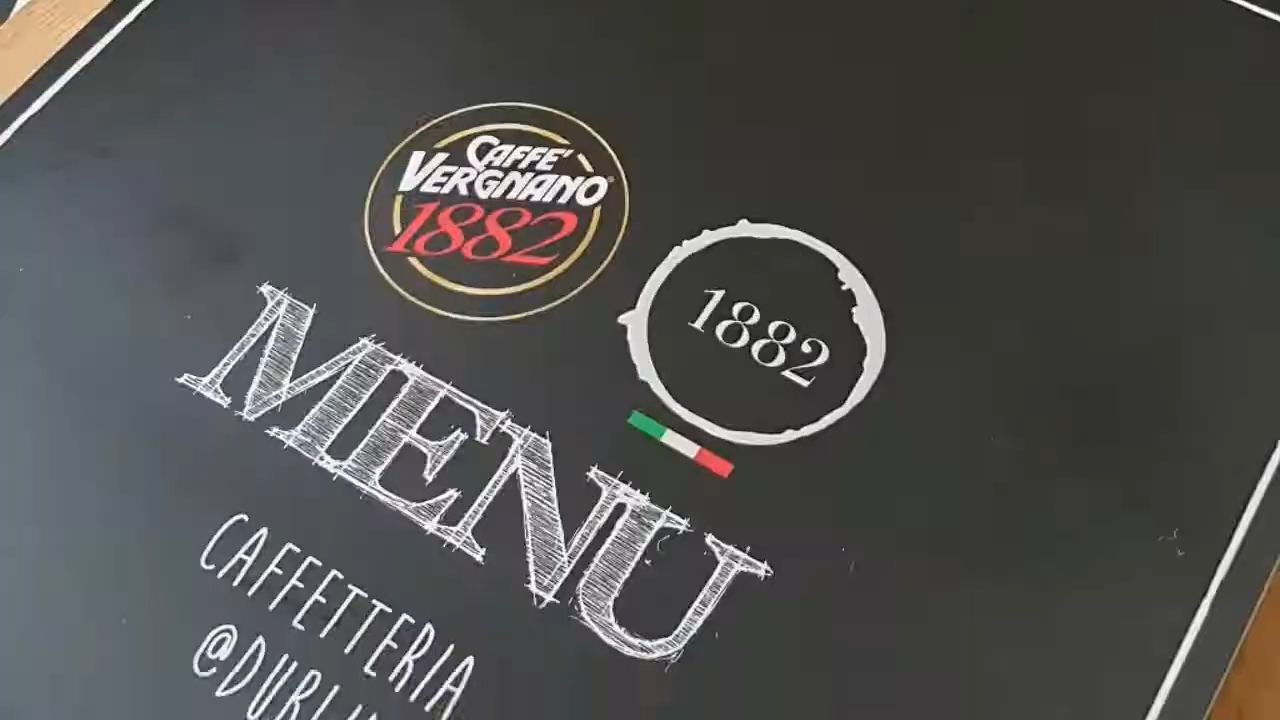 CAFFE'
VERGNANO
1882
1882
MENU
CAFFETTERIA